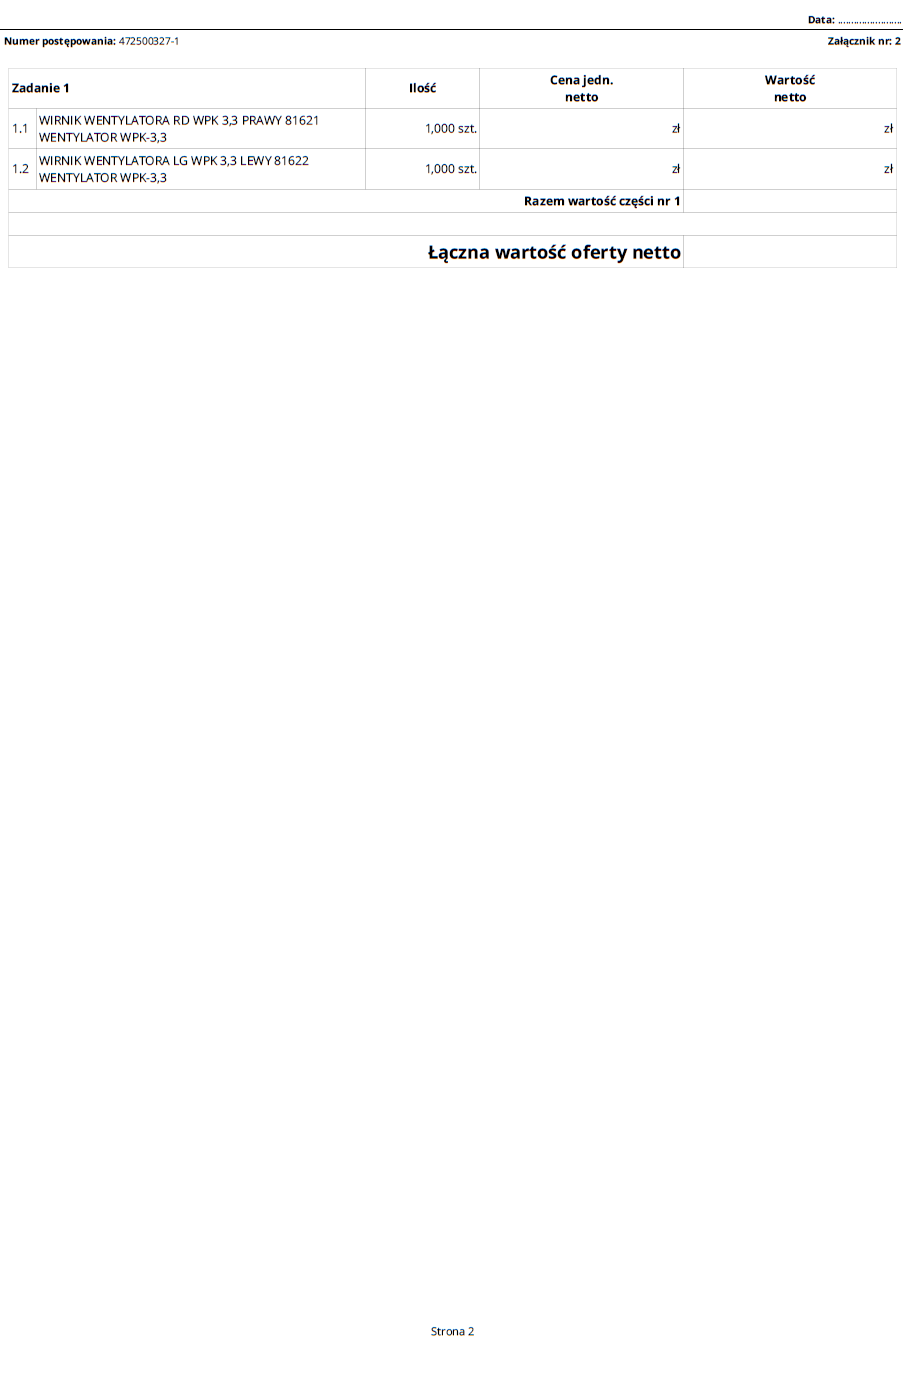 Data: ........................
Numer postępowania: 472500327-1 Załącznik nr: 2
Zadanie 1 Ilość Cena jedn. netto Wartość netto
1.1 WIRNIK WENTYLATORA RD WPK 3,3 PRAWY 81621
WENTYLATOR WPK-3,3 1,000 szt. zł zł
1.2 WIRNIK WENTYLATORA LG WPK 3,3 LEWY 81622
WENTYLATOR WPK-3,3 1,000 szt. zł zł
Razem wartość części nr 1
Łączna wartość oferty netto
Strona 2